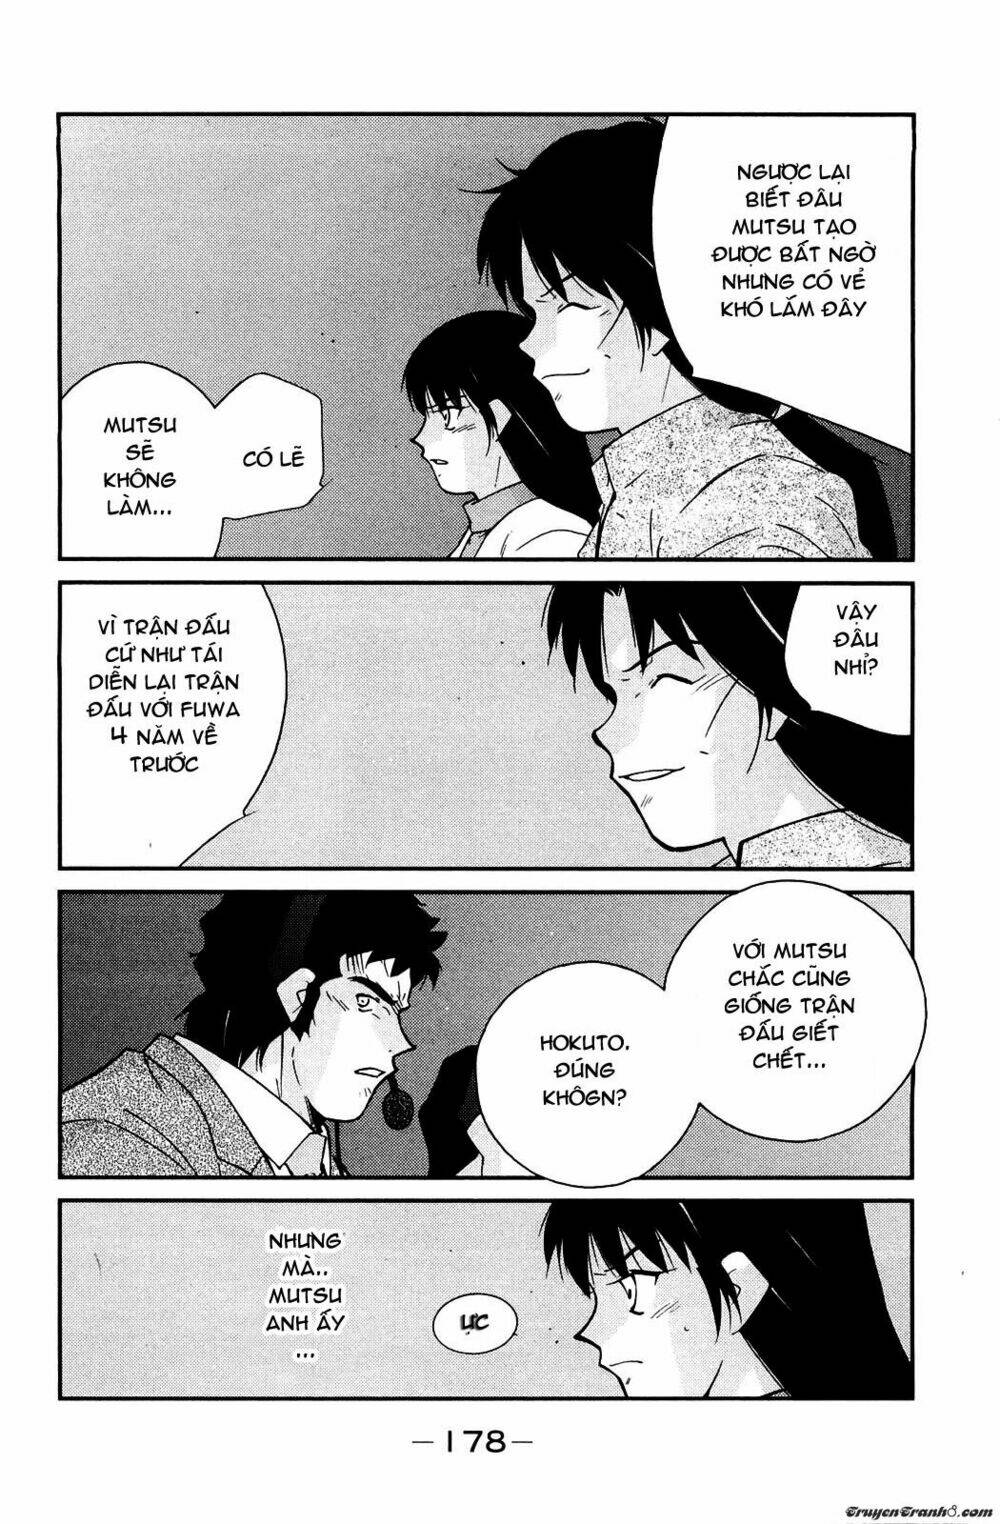 NGƯỢC LẠI
BIẾT ĐÂU
MUTSU TẠO
ĐƯỢC BẤT NGỜ
NHƯNG CÓ VẺ
KHÓ LẮM ĐÂY
CÓ LẼ
MUTSU
SẼ
KHÔNG
LÀM...
VẬY
ĐÂU
NHỈ?
VÌ TRẬN ĐẤU
CỨ NHƯ TÁI
DIỄN LẠI TRẬN
ĐẤU VỚI FUWA
4 NĂM VỀ
TRƯỚC
VỚI MUTSU
CHẮC CŨNG
GIỐNG TRẬN
ĐẤU GIẾT
CHẾT...
HOKUTO.
ĐÚNG
KHÔGN?
NHƯNG
MÀ..
MUTSU
ANH ẤY
...
ỰC
－178－
TruyenTranh8.com